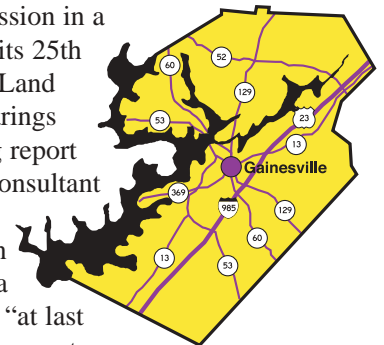 ssion in a
its 25th
Land
rings
g report
onsultant
n
a
“at last
52
60
129
53
23
13
Gainesville
369
985
129
60
13
53